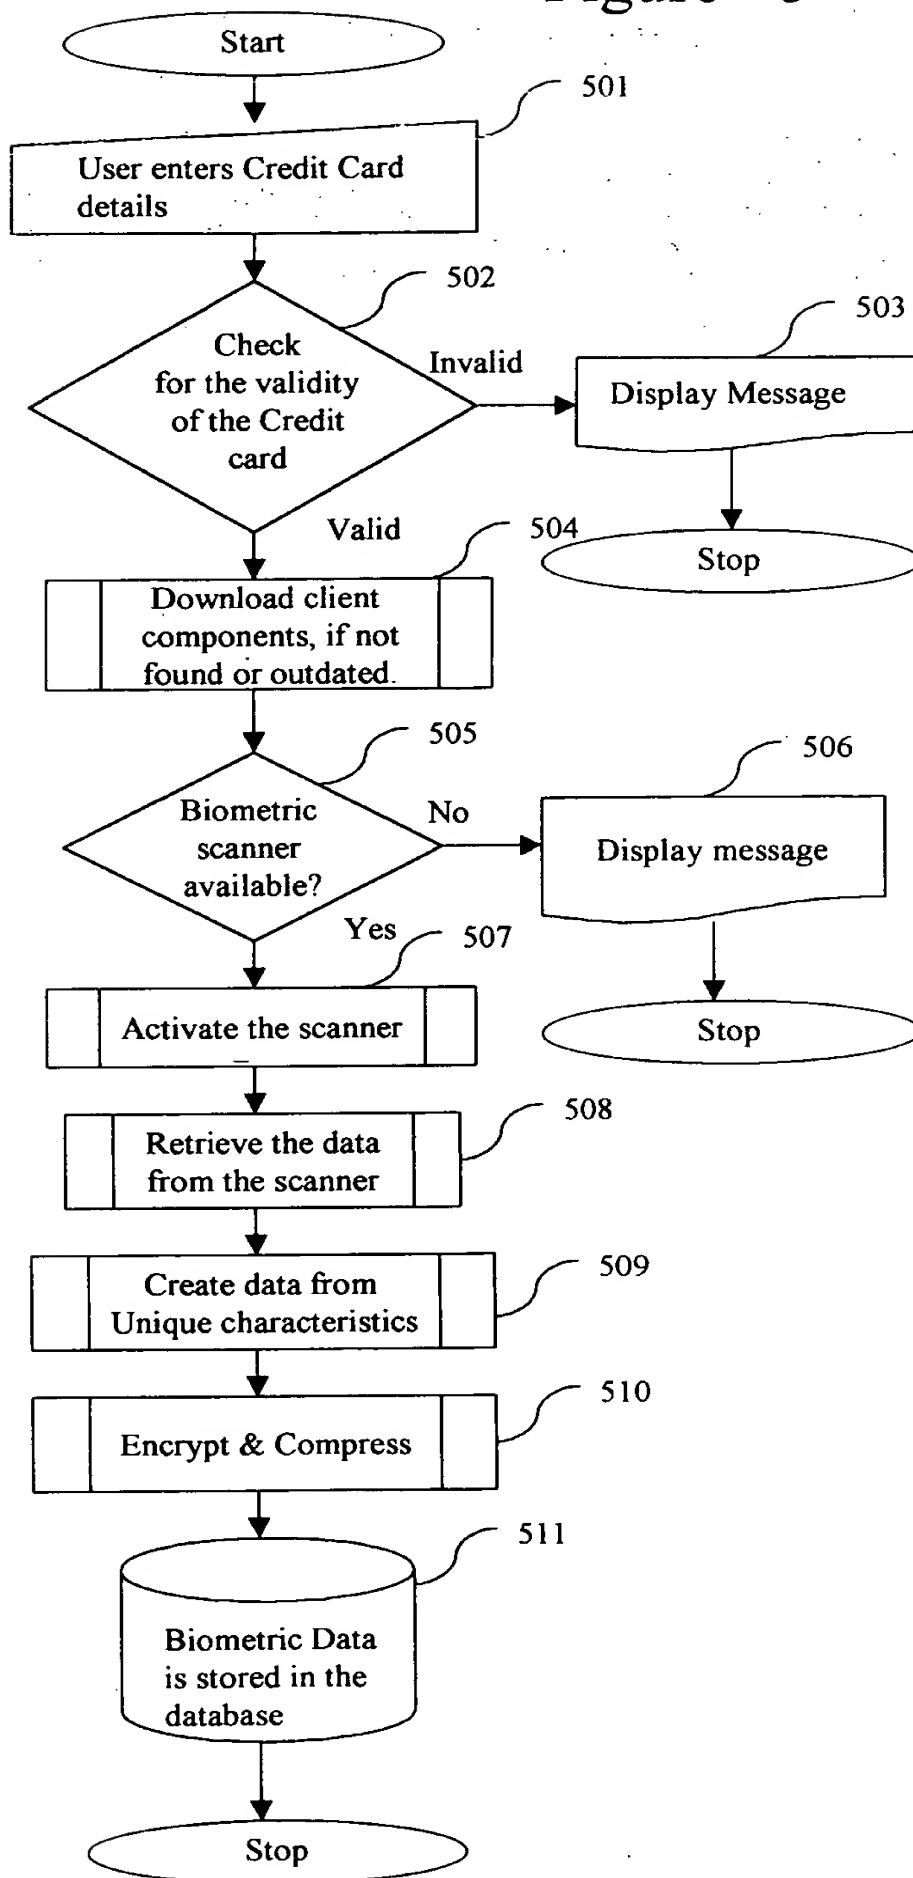 Start
501
User enters Credit Card
details
502
Check
for the validity
of the Credit
card
Invalid
503
Display Message
Stop
Valid
504
Download client
components, if not
found or outdated.
505
Biometric
scanner
available?
No
506
Display message
Stop
Yes
507
Activate the scanner
508
Retrieve the data
from the scanner
509
Create data from
Unique characteristics
510
Encrypt & Compress
511
Biometric Data
is stored in the
database
Stop